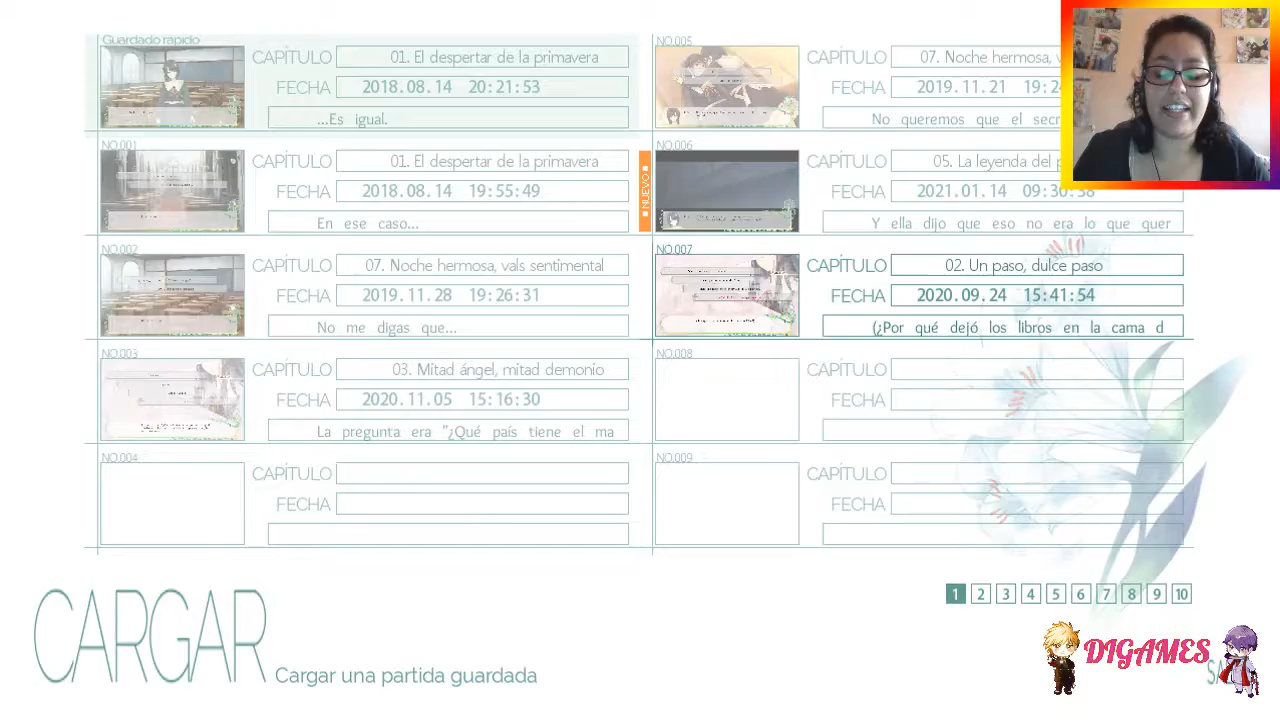 Guardado rápido
CAPÍTULO 01. El despertar de la primavera
FECHA 2018.08.14 20:21:53
...Es igual.
NO.001
CAPÍTULO 01. El despertar de la primavera
FECHA 2018.08.14 19:55:49
En ese caso...
NO.002
CAPÍTULO 07. Noche hermosa, vals sentimental
FECHA 2019.11.28 19:26:31
No me digas que...
NO.003
CAPÍTULO 03. Mitad ángel, mitad demonio
FECHA 2020.11.05 15:16:30
La pregunta era "¿Qué país tiene el ma
NO.004
CAPÍTULO
FECHA
NO.005
CAPÍTULO 07. Noche hermosa,
FECHA 2019.11.21
No queremos que el
NUEVO
NO.006
CAPÍTULO 05. La leyenda del
FECHA 2021.01.14 09:30:38
Y ella dijo que eso no era lo que quer
NO.007
CAPÍTULO 02. Un paso, dulce paso
FECHA 2020.09.24 15:41:54
(¿Por qué dejó los libros en la cama d
NO.008
CAPÍTULO
FECHA
NO.009
CAPÍTULO
FECHA
1 2 3 4 5 6 7 8 9 10
CARGAR
Cargar una partida guardada
DIGAMES